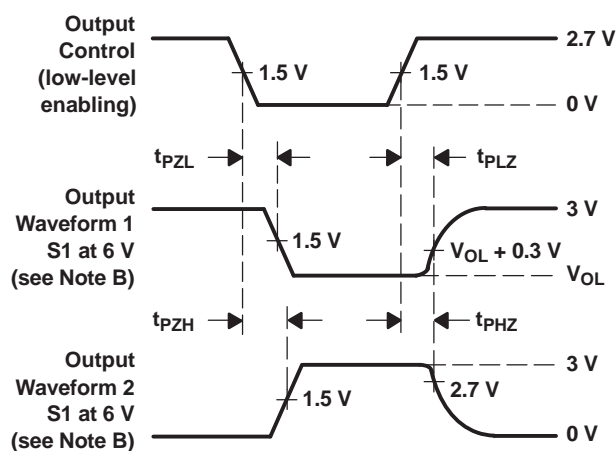 Output
Control
(low-level
enabling)
2.7 V
1.5 V
1.5 V
0 V
tPZL
tPLZ
Output
Waveform 1
S1 at 6 V
(see Note B)
3 V
1.5 V
VOL + 0.3 V
VOL
tPZH
tPHZ
Output
Waveform 2
S1 at 6 V
(see Note B)
3 V
1.5 V
2.7 V
0 V